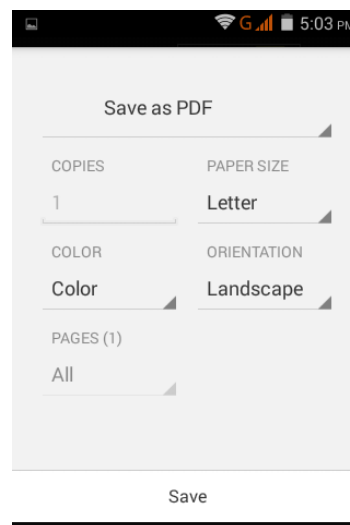 G 5:03 PM
Save as PDF
COPIES PAPER SIZE
1 Letter
COLOR ORIENTATION
Color Landscape
PAGES (1)
All
Save